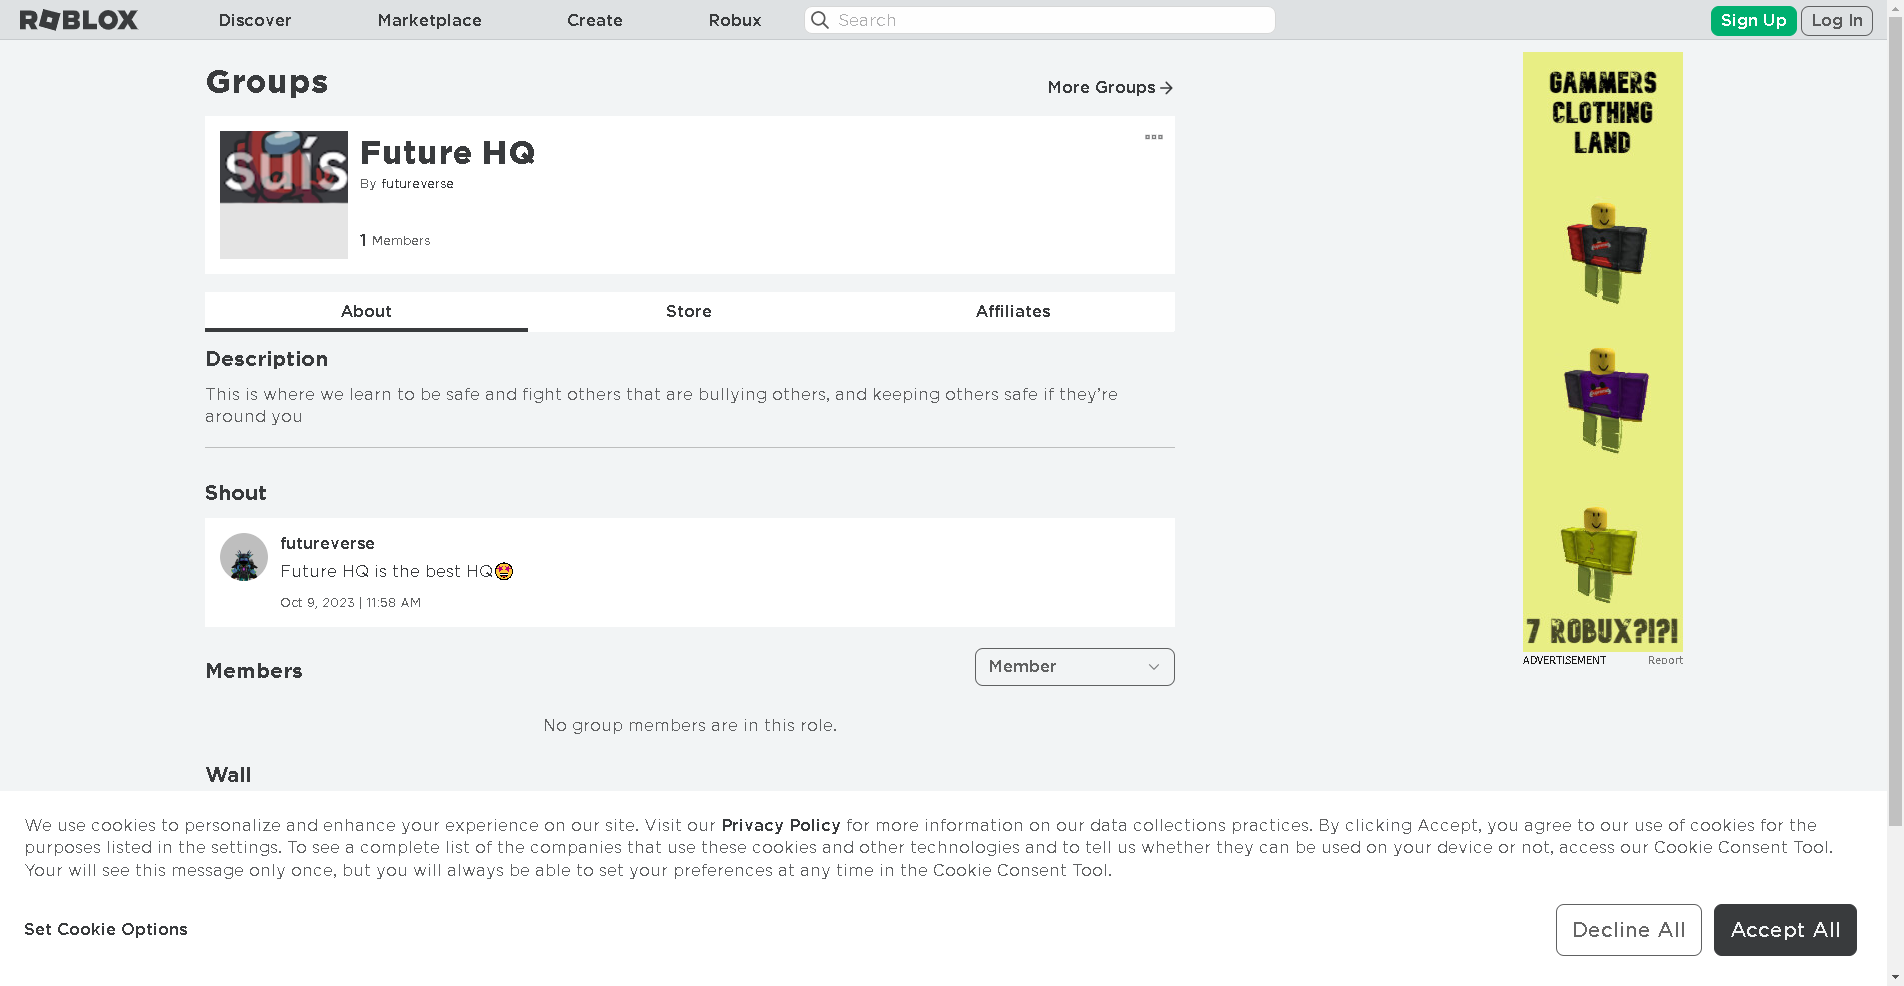 ROBLOX
Discover
Marketplace
Create
Robux
Search
Sign Up
Log In
Groups
More Groups
suís
Future HQ
By futureverse
1 Members
About
Store
Affiliates
Description
This is where we learn to be safe and fight others that are bullying others, and keeping others safe if they’re
around you
Shout
futureverse
Future HQ is the best HQ🤩
Oct 9, 2023 | 11:58 AM
Members
Member
No group members are in this role.
Wall
GAMMERS
CLOTHING
LAND
7 ROBUX?!?!
ADVERTISEMENT
Report
We use cookies to personalize and enhance your experience on our site. Visit our Privacy Policy for more information on our data collections practices. By clicking Accept, you agree to our use of cookies for the
purposes listed in the settings. To see a complete list of the companies that use these cookies and other technologies and to tell us whether they can be used on your device or not, access our Cookie Consent Tool.
Your will see this message only once, but you will always be able to set your preferences at any time in the Cookie Consent Tool.
Set Cookie Options
Decline All
Accept All